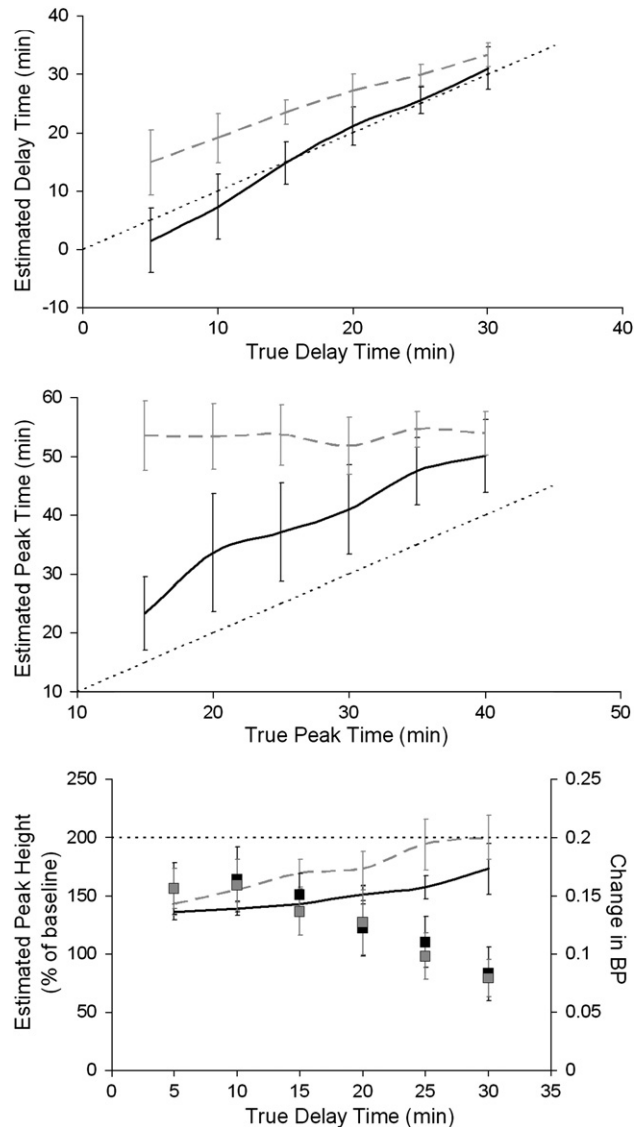 40
30
20
10
0
-10
Estimated Delay Time (min)
0 10 20 30 40
True Delay Time (min)
60
50
40
30
20
10
Estimated Peak Time (min)
10 20 30 40 50
True Peak Time (min)
250
200
150
100
50
0
Estimated Peak Height
(% of baseline)
0.25
0.2
0.15
0.1
0.05
0
Change in BP
0 5 10 15 20 25 30 35
True Delay Time (min)